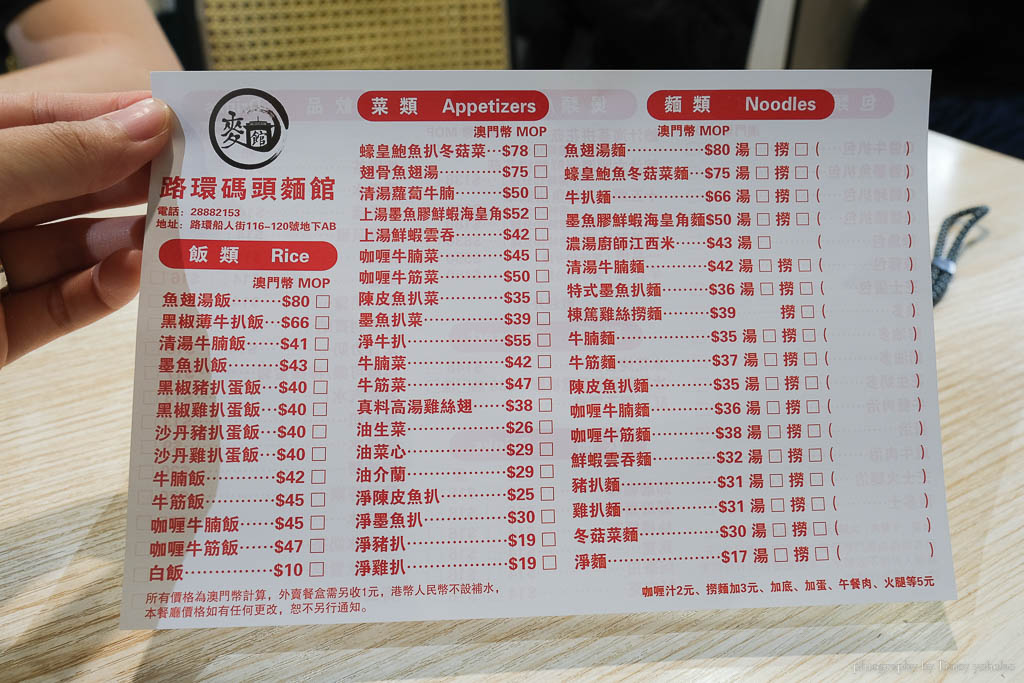 麥館
路環碼頭麵館
電話：28882153
地址：路環船人街116-120號地下AB
飯類 Rice
澳門幣 MOP
魚翅湯飯………$80 □
黑椒薄牛扒飯…$66 □
清湯牛腩飯……$41 □
墨魚扒飯………$43 □
黑椒豬扒蛋飯…$40 □
黑椒雞扒蛋飯…$40 □
沙丹豬扒蛋飯…$40 □
沙丹雞扒蛋飯…$40 □
牛腩飯…………$42 □
牛筋飯…………$45 □
咖喱牛腩飯……$45 □
咖喱牛筋飯……$47 □
白飯……………$10 □
菜類 Appetizers
澳門幣 MOP
蠔皇鮑魚扒冬菇菜…$78 □
翅骨魚翅湯………$75 □
清湯蘿蔔牛腩……$50 □
上湯墨魚膠鮮蝦海皇角$52 □
上湯鮮蝦雲吞……$42 □
咖喱牛腩菜………$45 □
咖喱牛筋菜………$50 □
陳皮魚扒菜………$35 □
墨魚扒菜…………$39 □
淨牛扒……………$55 □
牛腩菜……………$42 □
牛筋菜……………$47 □
真料高湯雞絲翅……$38 □
油生菜……………$26 □
油菜心……………$29 □
油介蘭……………$29 □
淨陳皮魚扒………$25 □
淨墨魚扒…………$30 □
淨豬扒……………$19 □
淨雞扒……………$19 □
麵類 Noodles
澳門幣 MOP
魚翅湯麵…………$80 湯 □ 撈 □ ( )
蠔皇鮑魚冬菇菜麵…$75 湯 □ 撈 □ ( )
牛扒麵……………$66 湯 □ 撈 □ ( )
墨魚膠鮮蝦海皇角麵$50 湯 □ 撈 □ ( )
濃湯廚師江西米……$43 湯 □ ( )
清湯牛腩麵………$42 湯 □ 撈 □ ( )
特式墨魚扒麵……$36 湯 □ 撈 □ ( )
棟篤雞絲撈麵……$39 撈 □ ( )
牛腩麵……………$35 湯 □ 撈 □ ( )
牛筋麵……………$37 湯 □ 撈 □ ( )
陳皮魚扒麵………$35 湯 □ 撈 □ ( )
咖喱牛腩麵………$36 湯 □ 撈 □ ( )
咖喱牛筋麵………$38 湯 □ 撈 □ ( )
鮮蝦雲吞麵………$32 湯 □ 撈 □ ( )
豬扒麵……………$31 湯 □ 撈 □ ( )
雞扒麵……………$31 湯 □ 撈 □ ( )
冬菇菜麵…………$30 湯 □ 撈 □ ( )
淨麵………………$17 湯 □ 撈 □ ( )
所有價格為澳門幣計算，外賣餐盒需另收1元，港幣人民幣不設補水，
本餐廳價格如有任何更改，恕不另行通知。
咖喱汁2元、撈麵加3元、加底、加蛋、午餐肉、火腿等5元
photography by